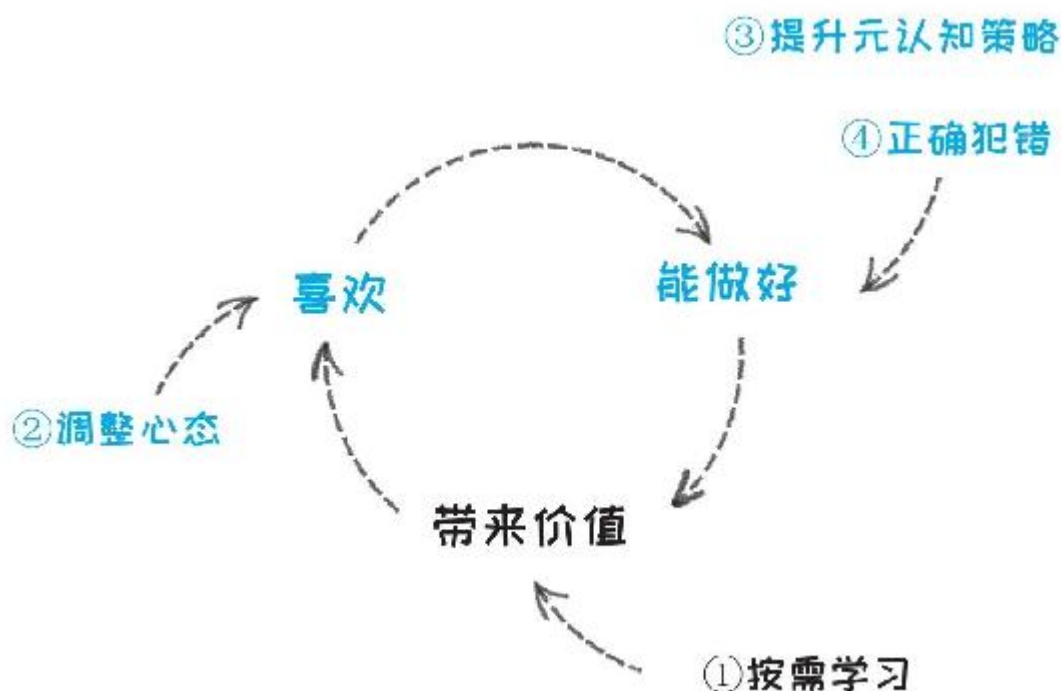 ③提升元认知策略
④正确犯错
喜欢
能做好
②调整心态
带来价值
①按需学习